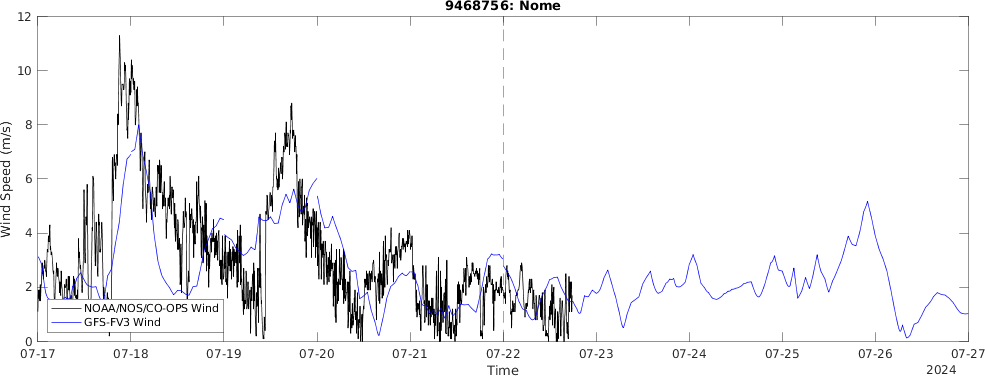 9468756: Nome
12
10
8
6
4
2
0
Wind Speed (m/s)
NOAA/NOS/CO-OPS Wind
GFS-FV3 Wind
07-17 07-18 07-19 07-20 07-21 07-22 07-23 07-24 07-25 07-26 07-27
Time
2024